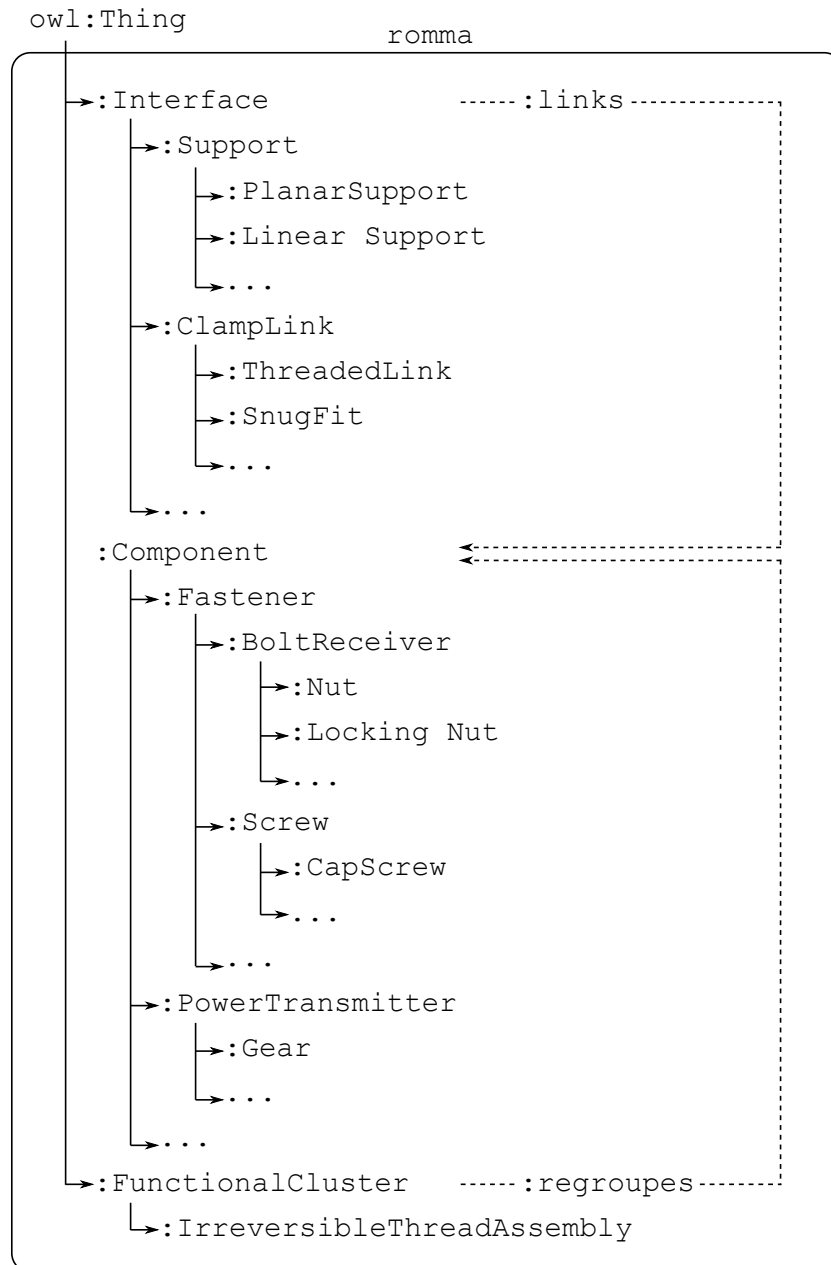 owl:Thing
romma
:Interface :links
:Support
:PlanarSupport
:Linear Support
...
:ClampLink
:ThreadedLink
:SnugFit
...
...
:Component
:Fastener
:BoltReceiver
:Nut
:Locking Nut
...
:Screw
:CapScrew
...
...
:PowerTransmitter
:Gear
...
...
:FunctionalCluster :regroupes
:IrreversibleThreadAssembly